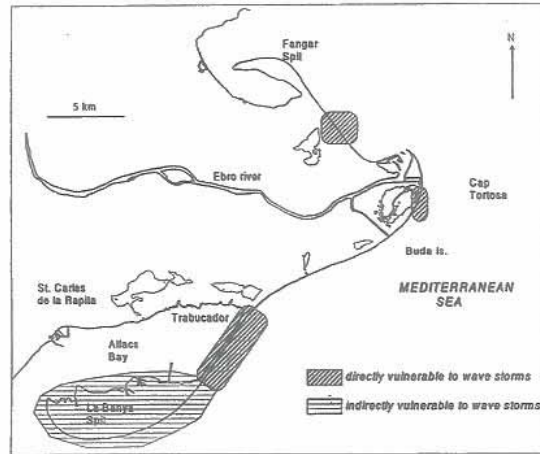 Fangar
Spit
N
5 km
Ebro river
Cap
Tortosa
Buda is.
St. Carles
de la Rapita
MEDITERRANEAN
SEA
Trabucador
Alfacs
Bay
directly vulnerable to wave storms
La Banya
Spit
indirectly vulnerable to wave storms